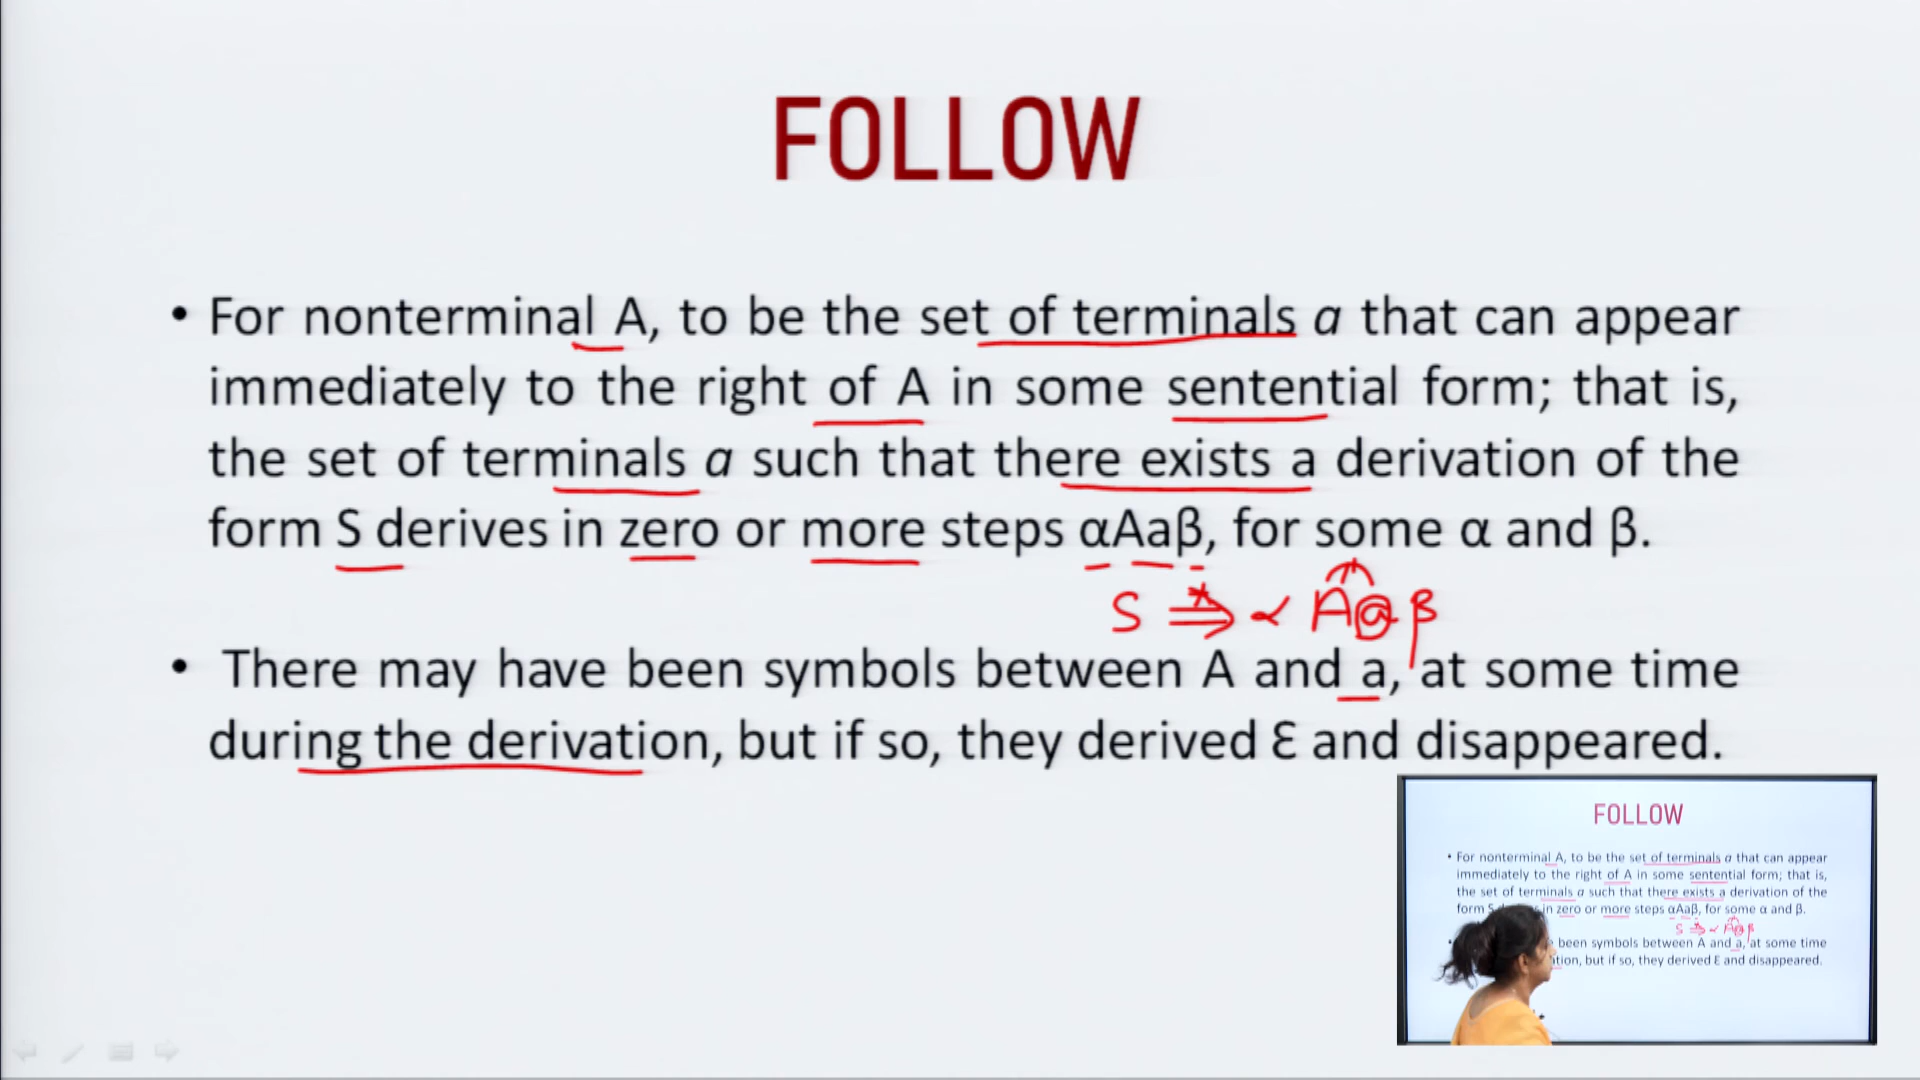 FOLLOW
• For nonterminal A, to be the set of terminals a that can appear
immediately to the right of A in some sentential form; that is,
the set of terminals a such that there exists a derivation of the
form S derives in zero or more steps αAaβ, for some α and β.
S ⇒* α A a β
• There may have been symbols between A and a, at some time
during the derivation, but if so, they derived Ɛ and disappeared.
FOLLOW
• For nonterminal A, to be the set of terminals a that can appear
immediately to the right of A in some sentential form; that is,
the set of terminals a such that there exists a derivation of the
form S in zero or more steps αAaβ, for some α and β.
S ⇒* α A a β
been symbols between A and a, at some time
but if so, they derived Ɛ and disappeared.